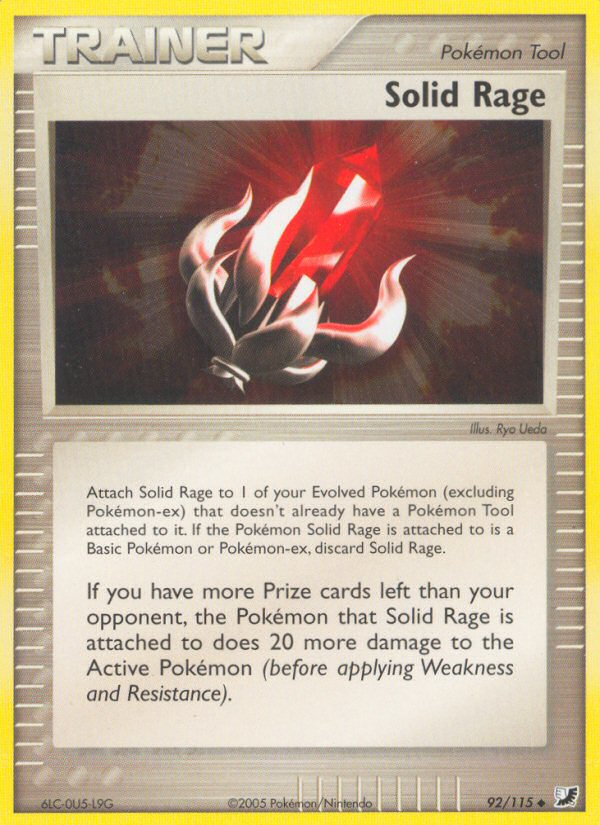 TRAINER
Pokémon Tool
Solid Rage
Illus. Ryo Ueda
Attach Solid Rage to 1 of your Evolved Pokémon (excluding
Pokémon-ex) that doesn't already have a Pokémon Tool
attached to it. If the Pokémon Solid Rage is attached to is a
Basic Pokémon or Pokémon-ex, discard Solid Rage.
If you have more Prize cards left than your
opponent, the Pokémon that Solid Rage is
attached to does 20 more damage to the
Active Pokémon (before applying Weakness
and Resistance).
6LC-0U5-L9G
©2005 Pokémon/Nintendo
92/115 ◆